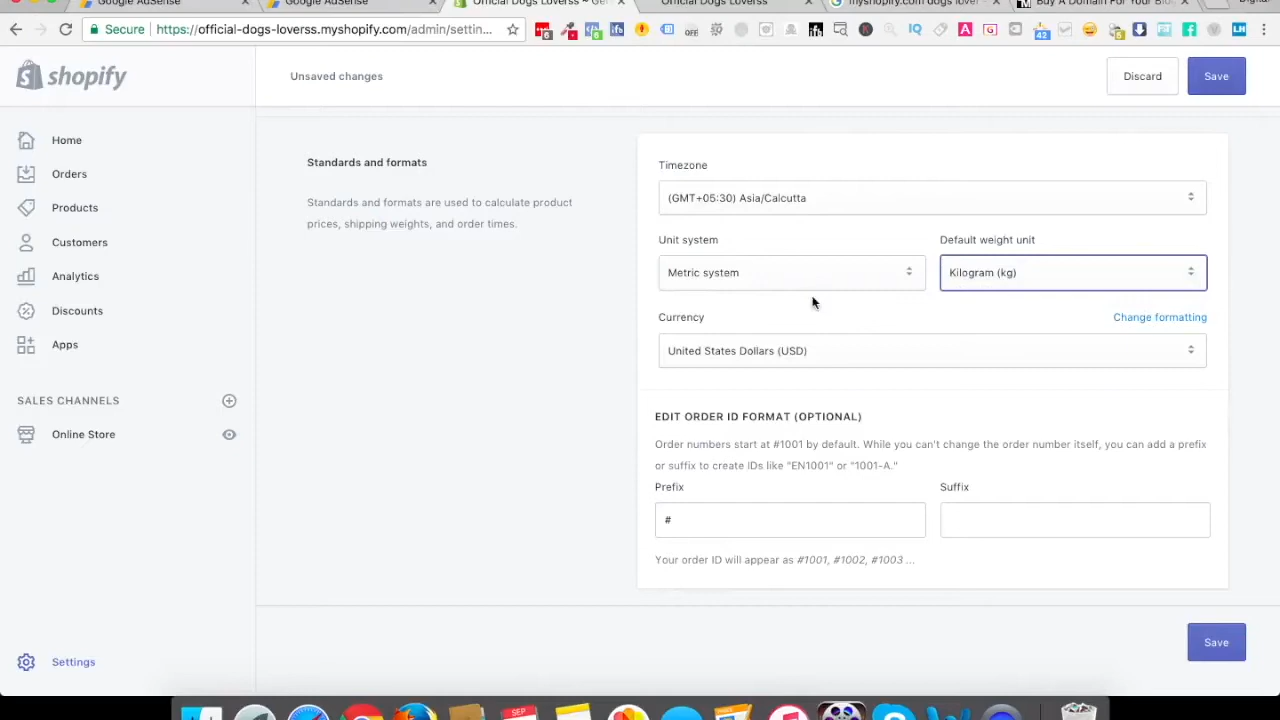 Google AdSense
Google AdSense
Official Dogs Loverss ~ Ge
Official Dogs Loverss
myshopify.com dogs lover
Buy A Domain For Your
Secure
https://official-dogs-loverss.myshopify.com/admin/settin...
shopify
Unsaved changes
Discard
Save
Home
Orders
Products
Customers
Analytics
Discounts
Apps
SALES CHANNELS
Online Store
Settings
Standards and formats
Standards and formats are used to calculate product
prices, shipping weights, and order times.
Timezone
(GMT+05:30) Asia/Calcutta
Unit system
Default weight unit
Metric system
Kilogram (kg)
Currency
Change formatting
United States Dollars (USD)
EDIT ORDER ID FORMAT (OPTIONAL)
Order numbers start at #1001 by default. While you can't change the order number itself, you can add a prefix
or suffix to create IDs like "EN1001" or "1001-A."
Prefix
Suffix
#
Your order ID will appear as #1001, #1002, #1003 ...
Save
SEP